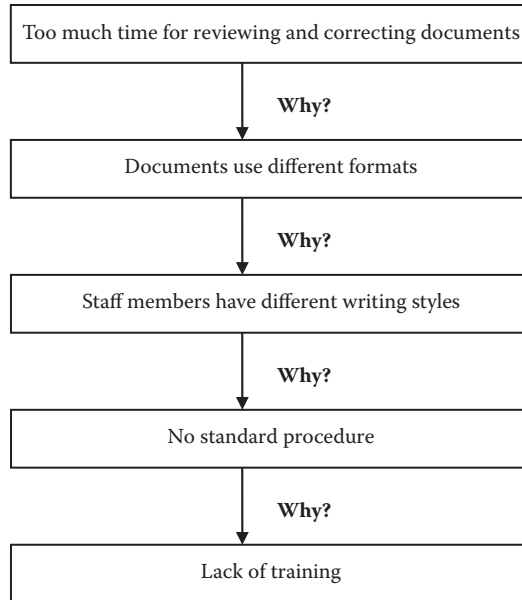 Too much time for reviewing and correcting documents
Why?
Documents use different formats
Why?
Staff members have different writing styles
Why?
No standard procedure
Why?
Lack of training